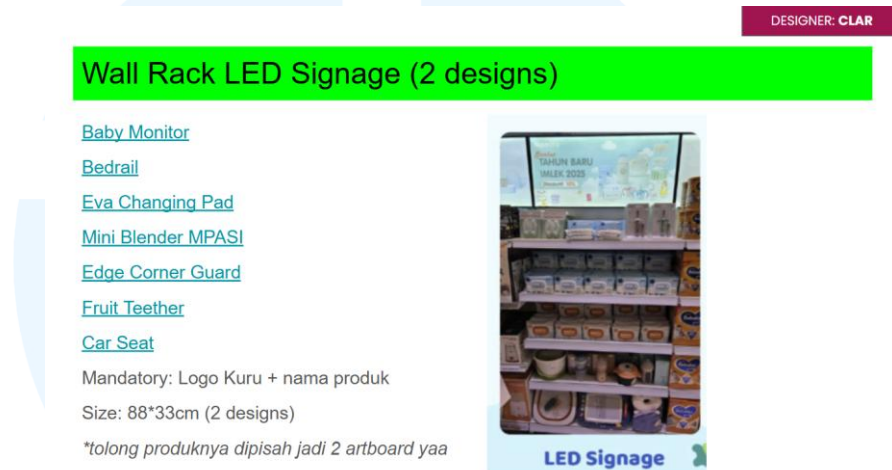 DESIGNER: CLAR
Wall Rack LED Signage (2 designs)
Baby Monitor
Bedrail
Eva Changing Pad
Mini Blender MPASI
Edge Corner Guard
Fruit Teether
Car Seat
Mandatory: Logo Kuru + nama produk
Size: 88*33cm (2 designs)
*tolong produknya dipisah jadi 2 artboard yaa
TAHUN BARU
IMLEK 2025
LED Signage